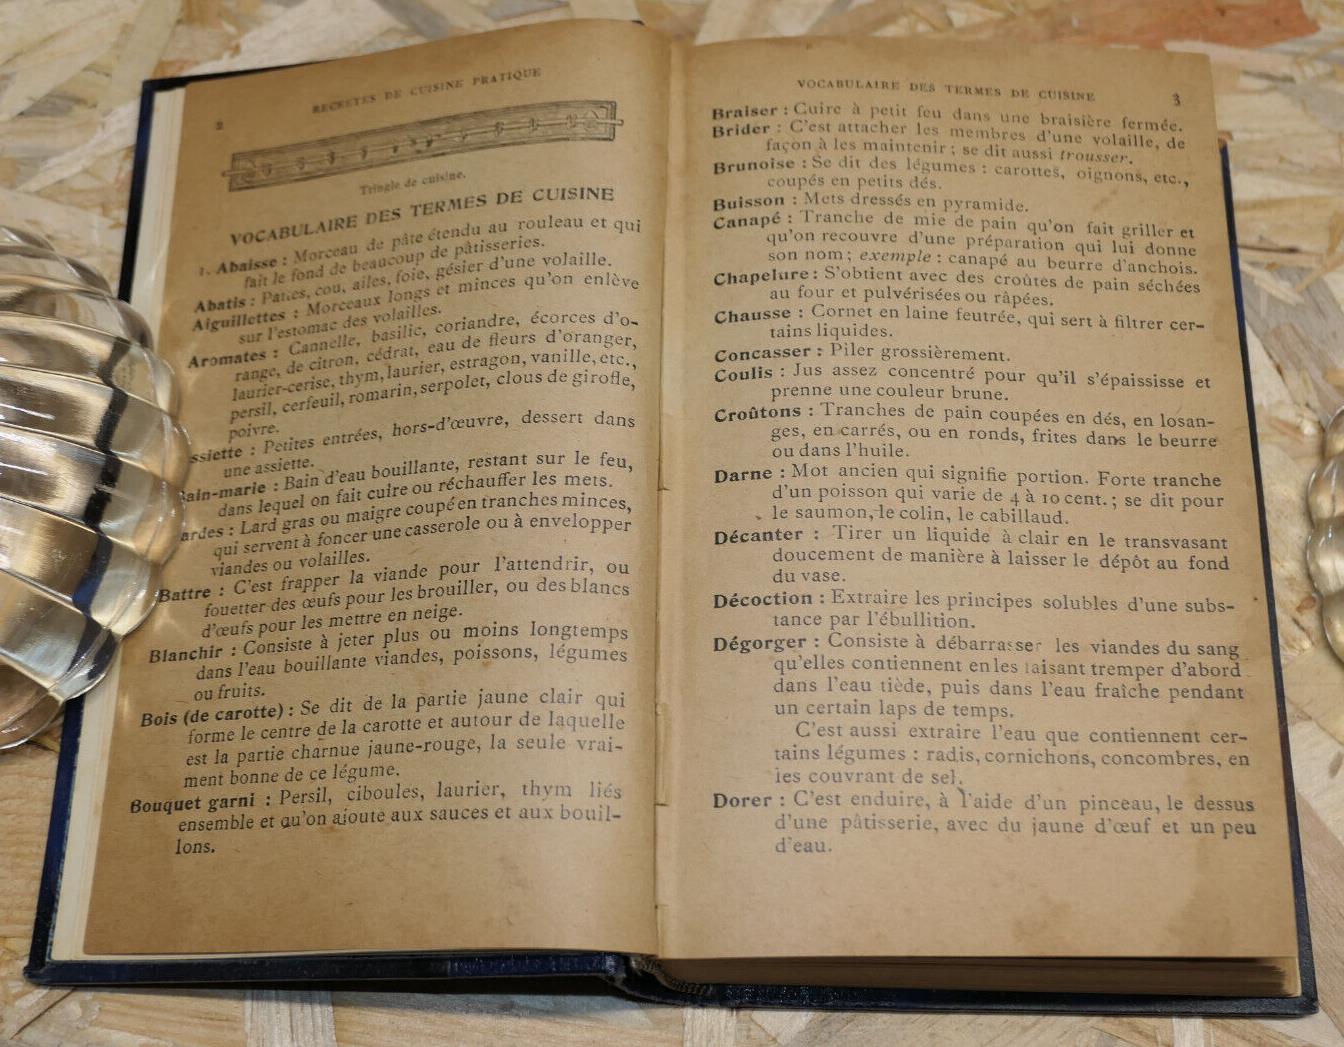 2
RECETTES DE CUISINE PRATIQUE
Tringle de cuisine.
VOCABULAIRE DES TERMES DE CUISINE
1. Abaisse : Morceau de pâte étendu au rouleau et qui
fait le fond de beaucoup de pâtisseries.
Abatis : Pattes, cou, ailes, foie, gésier d'une volaille.
Aiguillettes : Morceaux longs et minces qu'on enlève
sur l'estomac des volailles.
Aromates : Cannelle, basilic, coriandre, écorces d'o-
range, de citron, cédrat, eau de fleurs d'oranger,
laurier-cerise, thym, laurier, estragon, vanille, etc.,
persil, cerfeuil, romarin, serpolet, clous de girofle,
poivre.
ssiette : Petites entrées, hors-d'œuvre, dessert dans
une assiette.
ain-marie : Bain d'eau bouillante, restant sur le feu,
dans lequel on fait cuire ou réchauffer les mets.
ardes : Lard gras ou maigre coupé en tranches minces,
qui servent à foncer une casserole ou à envelopper
viandes ou volailles.
Battre : C'est frapper la viande pour l'attendrir, ou
fouetter des œufs pour les brouiller, ou des blancs
d'œufs pour les mettre en neige.
Blanchir : Consiste à jeter plus ou moins longtemps
dans l'eau bouillante viandes, poissons, légumes
ou fruits.
Bois (de carotte) : Se dit de la partie jaune clair qui
forme le centre de la carotte et autour de laquelle
est la partie charnue jaune-rouge, la seule vrai-
ment bonne de ce légume.
Bouquet garni : Persil, ciboules, laurier, thym liés
ensemble et qu'on ajoute aux sauces et aux bouil-
lons.
VOCABULAIRE DES TERMES DE CUISINE
3
Braiser : Cuire à petit feu dans une braisière fermée.
Brider : C'est attacher les membres d'une volaille, de
façon à les maintenir ; se dit aussi trousser.
Brunoise : Se dit des légumes : carottes, oignons, etc.,
coupés en petits dés.
Buisson : Mets dressés en pyramide.
Canapé : Tranche de mie de pain qu'on fait griller et
qu'on recouvre d'une préparation qui lui donne
son nom ; exemple : canapé au beurre d'anchois.
Chapelure : S'obtient avec des croûtes de pain séchées
au four et pulvérisées ou râpées.
Chausse : Cornet en laine feutrée, qui sert à filtrer cer-
tains liquides.
Concasser : Piler grossièrement.
Coulis : Jus assez concentré pour qu'il s'épaississe et
prenne une couleur brune.
Croûtons : Tranches de pain coupées en dés, en losan-
ges, en carrés, ou en ronds, frites dans le beurre
ou dans l'huile.
Darne : Mot ancien qui signifie portion. Forte tranche
d'un poisson qui varie de 4 à 10 cent. ; se dit pour
le saumon, le colin, le cabillaud.
Décanter : Tirer un liquide à clair en le transvasant
doucement de manière à laisser le dépôt au fond
du vase.
Décoction : Extraire les principes solubles d'une subs-
tance par l'ébullition.
Dégorger : Consiste à débarrasser les viandes du sang
qu'elles contiennent en les faisant tremper d'abord
dans l'eau tiède, puis dans l'eau fraîche pendant
un certain laps de temps.
C'est aussi extraire l'eau que contiennent cer-
tains légumes : radis, cornichons, concombres, en
les couvrant de sel.
Dorer : C'est enduire, à l'aide d'un pinceau, le dessus
d'une pâtisserie, avec du jaune d'œuf et un peu
d'eau.